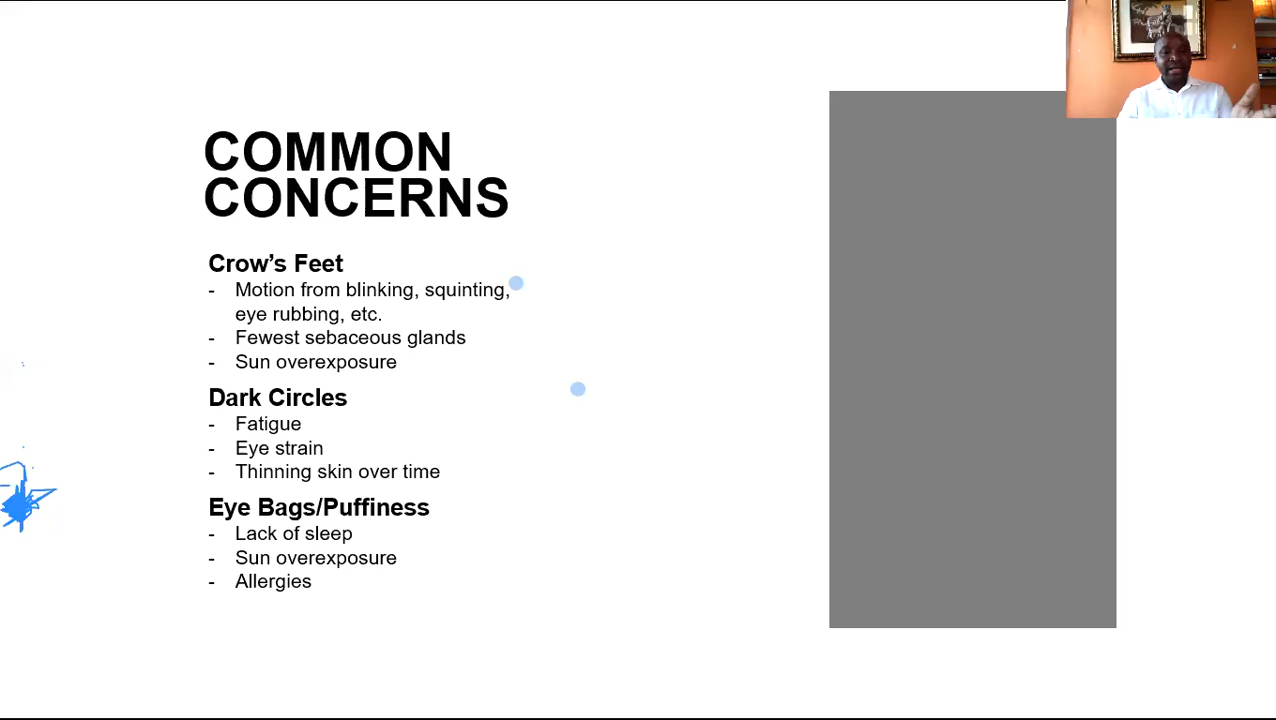 COMMON
CONCERNS
Crow’s Feet
- Motion from blinking, squinting,
eye rubbing, etc.
- Fewest sebaceous glands
- Sun overexposure
Dark Circles
- Fatigue
- Eye strain
- Thinning skin over time
Eye Bags/Puffiness
- Lack of sleep
- Sun overexposure
- Allergies